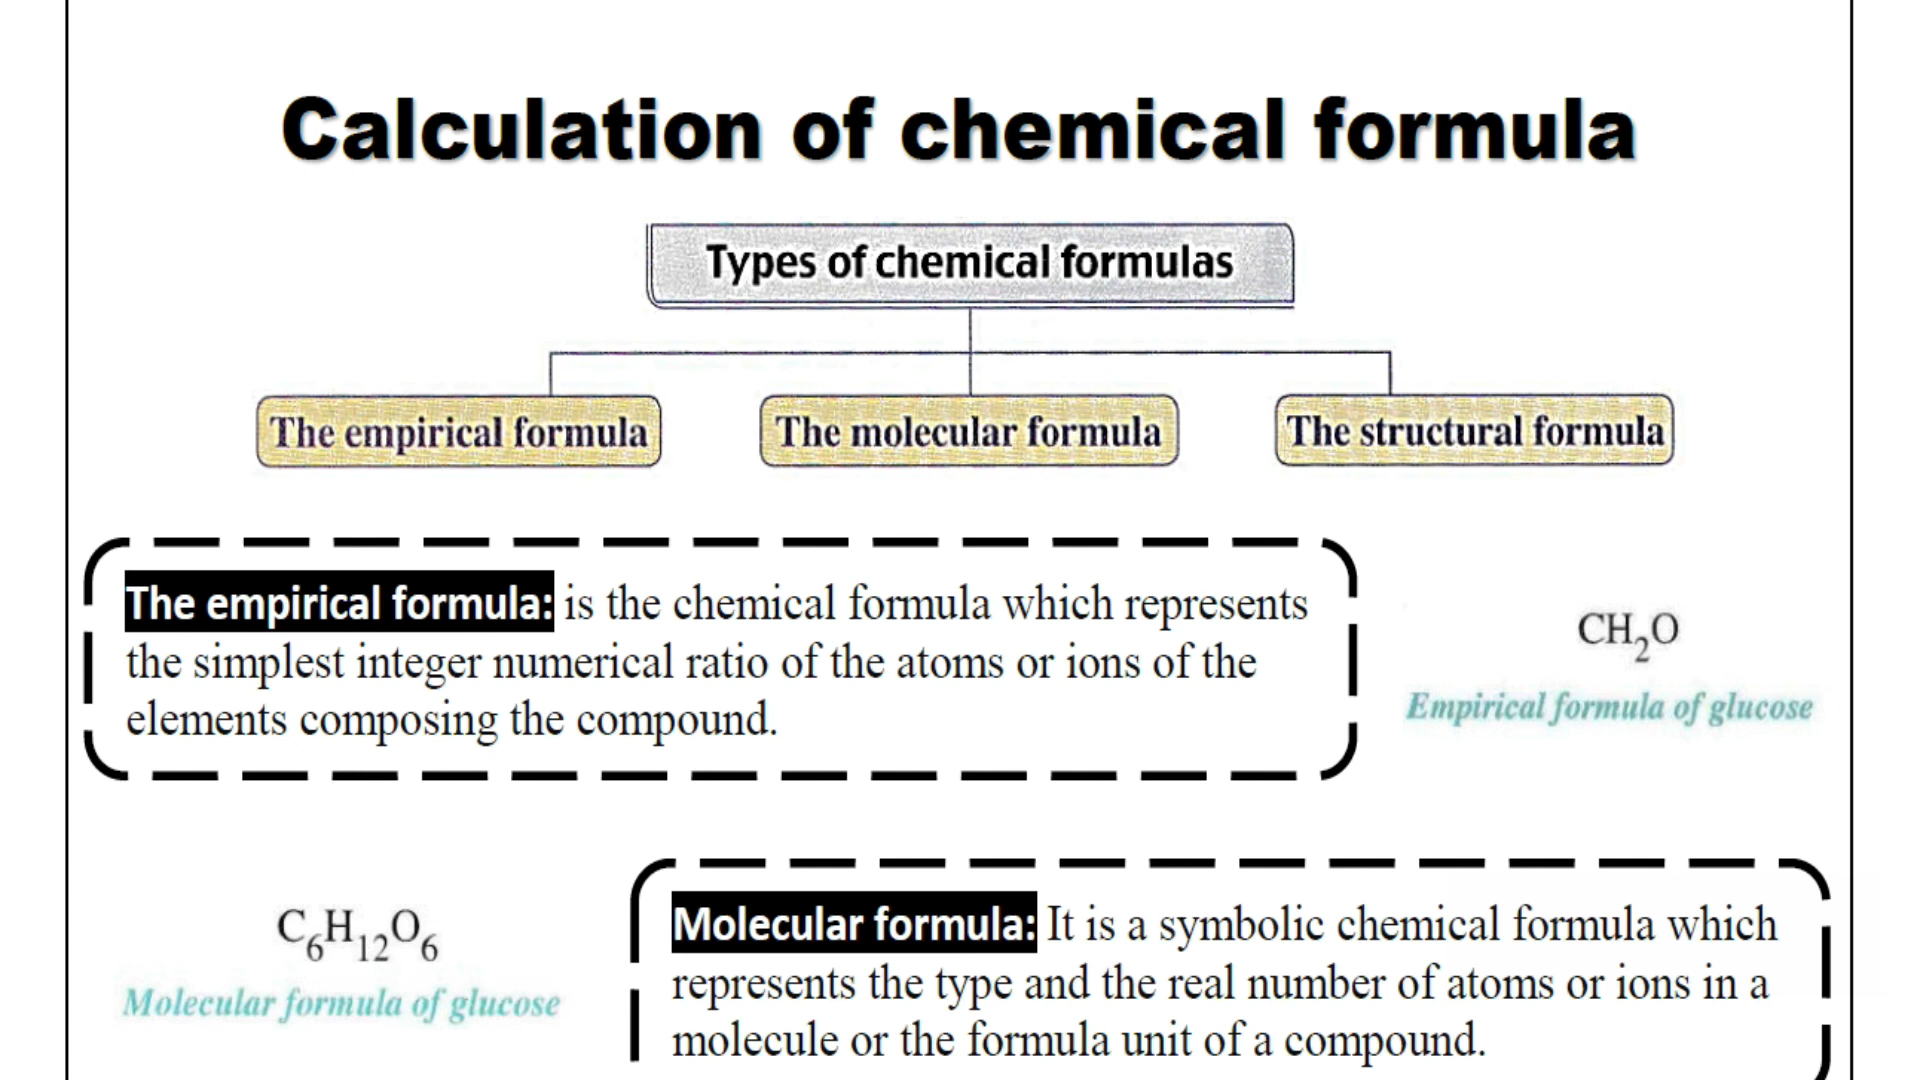 Calculation of chemical formula
Types of chemical formulas
The empirical formula
The molecular formula
The structural formula
The empirical formula: is the chemical formula which represents
the simplest integer numerical ratio of the atoms or ions of the
elements composing the compound.
CH₂O
Empirical formula of glucose
C₆H₁₂O₆
Molecular formula of glucose
Molecular formula: It is a symbolic chemical formula which
represents the type and the real number of atoms or ions in a
molecule or the formula unit of a compound.